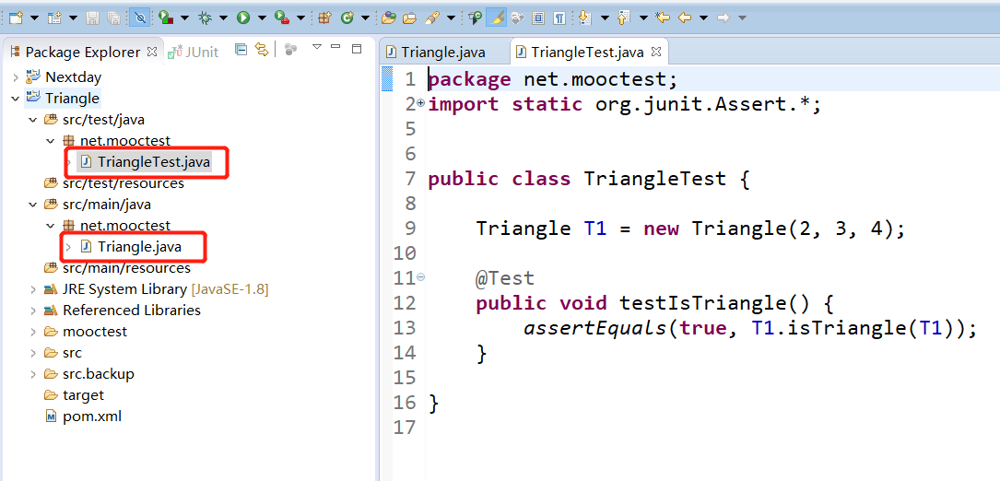 Package Explorer
JUnit
Nextday
Triangle
src/test/java
net.mooctest
TriangleTest.java
src/test/resources
src/main/java
net.mooctest
Triangle.java
src/main/resources
JRE System Library [JavaSE-1.8]
Referenced Libraries
mooctest
src
src.backup
target
pom.xml
Triangle.java
TriangleTest.java
1 package net.mooctest;
2 import static org.junit.Assert.*;
5
6
7 public class TriangleTest {
8
9 Triangle T1 = new Triangle(2, 3, 4);
10
11 @Test
12 public void testIsTriangle() {
13 assertEquals(true, T1.isTriangle(T1));
14 }
15
16 }
17